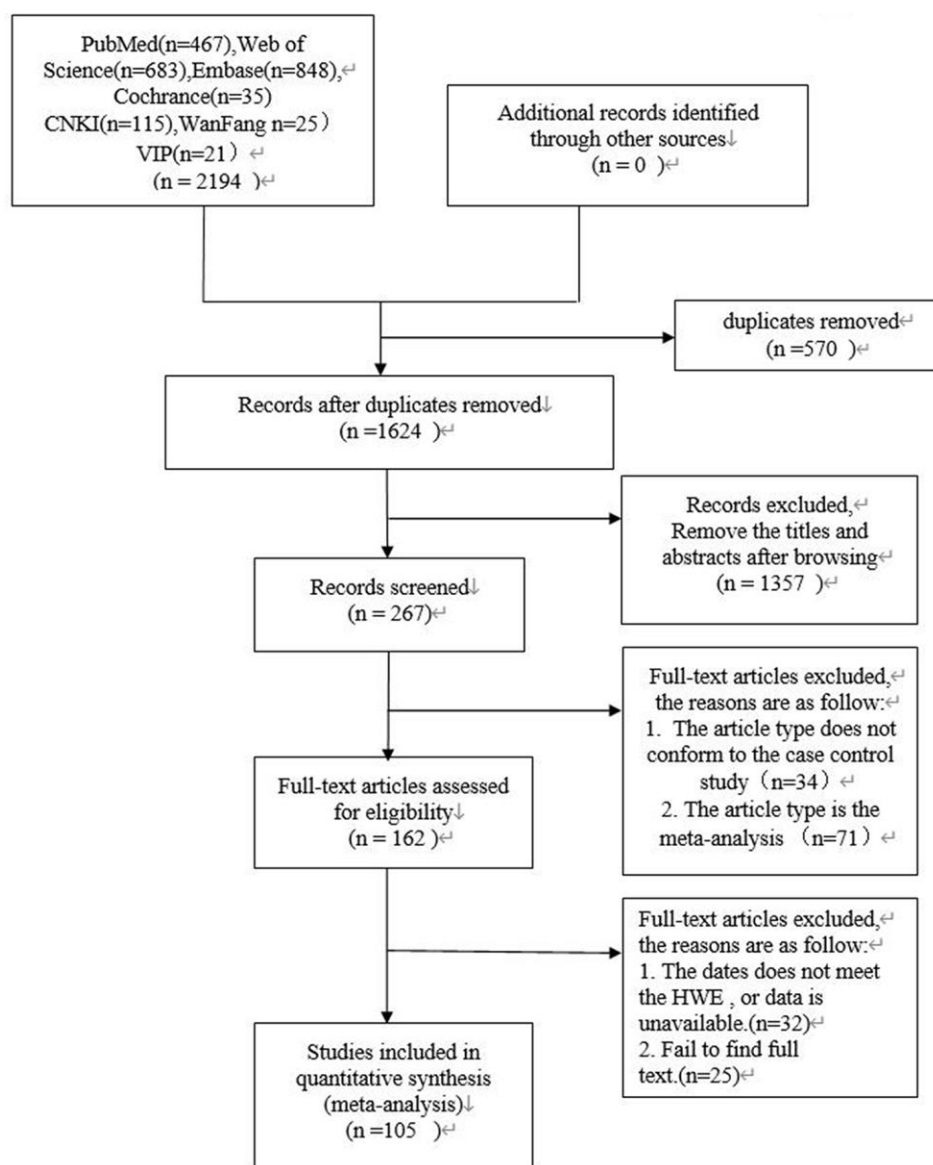 PubMed(n=467),Web of
Science(n=683),Embase(n=848),↵
Cochrance(n=35)
CNKI(n=115),WanFang n=25）
VIP(n=21）↵
(n = 2194 )↵
Additional records identified
through other sources↓
(n = 0 )↵
duplicates removed↵
(n =570 )↵
Records after duplicates removed↓
(n =1624 )↵
Records excluded,↵
Remove the titles and
abstracts after browsing↵
(n = 1357 )↵
Records screened↓
(n = 267)↵
Full-text articles excluded,↵
the reasons are as follow:↵
1. The article type does not
conform to the case control
study（n=34）↵
2. The article type is the
meta-analysis （n=71）↵
Full-text articles assessed
for eligibility↓
(n = 162 )↵
Full-text articles excluded,↵
the reasons are as follow:↵
1. The dates does not meet
the HWE , or data is
unavailable.(n=32)↵
2. Fail to find full
text.(n=25)↵
Studies included in
quantitative synthesis
(meta-analysis)↓
(n =105 )↵